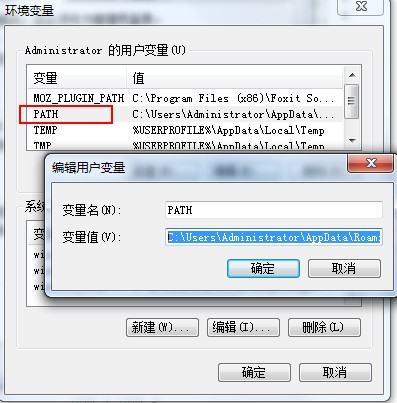 环境变量
Administrator 的用户变量(U)
变量 值
MOZ_PLUGIN_PATH C:\Program Files (x86)\Foxit So...
PATH C:\Users\Administrator\AppData\...
TEMP %USERPROFILE%\AppData\Local\Temp
TMP %USERPROFILE%\AppData\Local\Temp
编辑用户变量
变量名(N): PATH
变量值(V): C:\Users\Administrator\AppData\Roam
确定 取消
系统
变
wi
wi
wi
新建(W)... 编辑(I)... 删除(L)
确定 取消